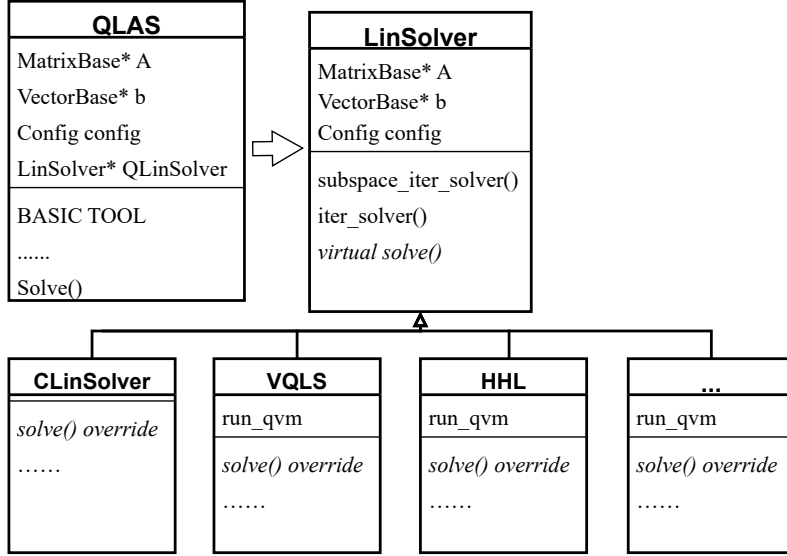 QLAS
MatrixBase* A
VectorBase* b
Config config
LinSolver* QLinSolver
BASIC TOOL
......
Solve()
LinSolver
MatrixBase* A
VectorBase* b
Config config
subspace_iter_solver()
iter_solver()
virtual solve()
CLinSolver
solve() override
……
VQLS
run_qvm
solve() override
……
HHL
run_qvm
solve() override
……
...
run_qvm
solve() override
……